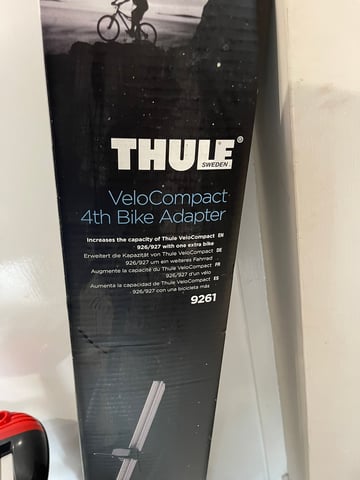 THULE®
SWEDEN
VeloCompact
4th Bike Adapter
Increases the capacity of Thule VeloCompact EN
926/927 with one extra bike
Erweitert die Kapazität von Thule VeloCompact DE
926/927 um ein weiteres Fahrrad
Augmente la capacité du Thule VeloCompact FR
926/927 d'un vélo
Aumenta la capacidad de Thule VeloCompact ES
926/927 con una bicicleta más
9261